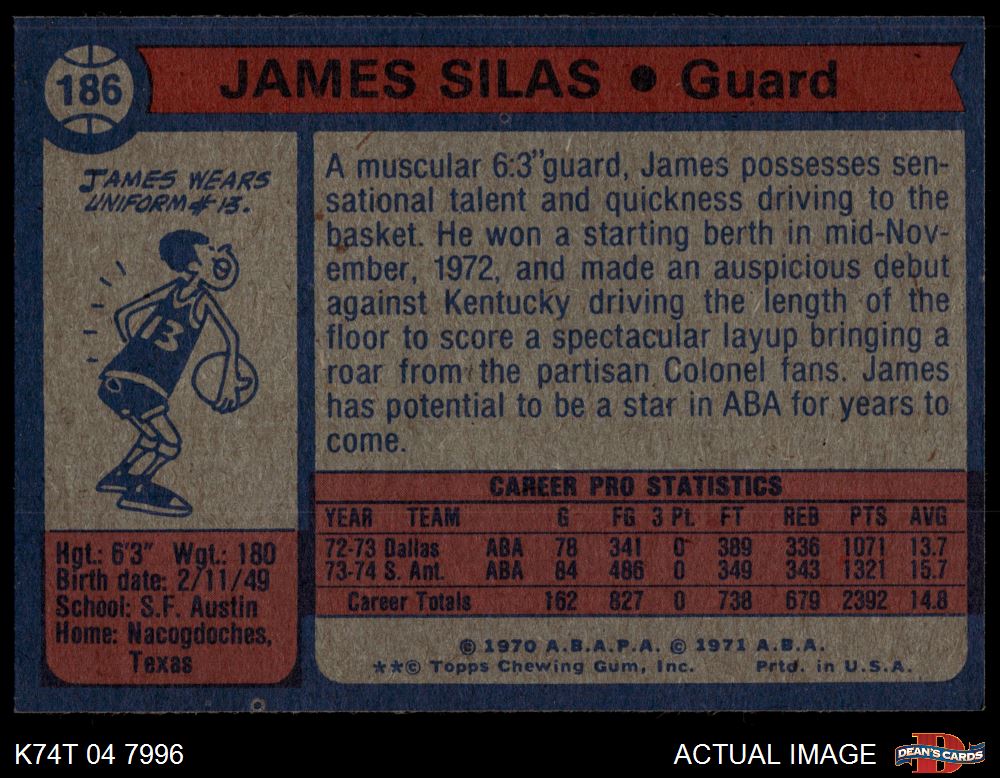 186
JAMES SILAS • Guard
JAMES WEARS
UNIFORM # 13.
13
A muscular 6:3"guard, James possesses sen-
sational talent and quickness driving to the
basket. He won a starting berth in mid-Nov-
ember, 1972, and made an auspicious debut
against Kentucky driving the length of the
floor to score a spectacular layup bringing a
roar from the partisan Colonel fans. James
has potential to be a star in ABA for years to
come.
Hgt.: 6'3" Wgt.: 180
Birth date: 2/11/49
School: S.F. Austin
Home: Nacogdoches,
Texas
CAREER PRO STATISTICS
YEAR TEAM G FG 3 Pt. FT REB PTS AVG
72-73 Dallas ABA 78 341 0 389 336 1071 13.7
73-74 S. Ant. ABA 84 486 0 349 343 1321 15.7
Career Totals 162 827 0 738 679 2392 14.8
© 1970 A.B.A.P.A. © 1971 A.B.A.
**© Topps Chewing Gum, Inc. Prtd. in U.S.A.
K74T 04 7996
ACTUAL IMAGE
D
DEAN'S CARDS